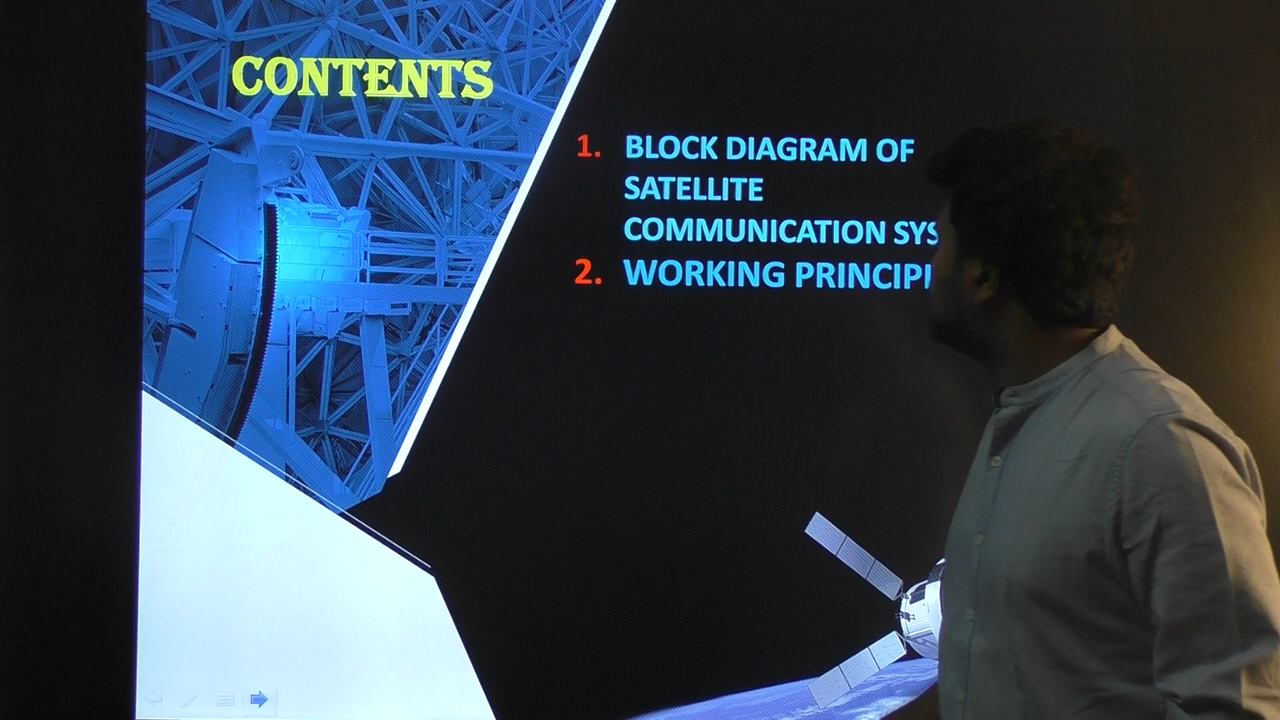 CONTENTS
1. BLOCK DIAGRAM OF
SATELLITE
COMMUNICATION SYS
2. WORKING PRINCIP